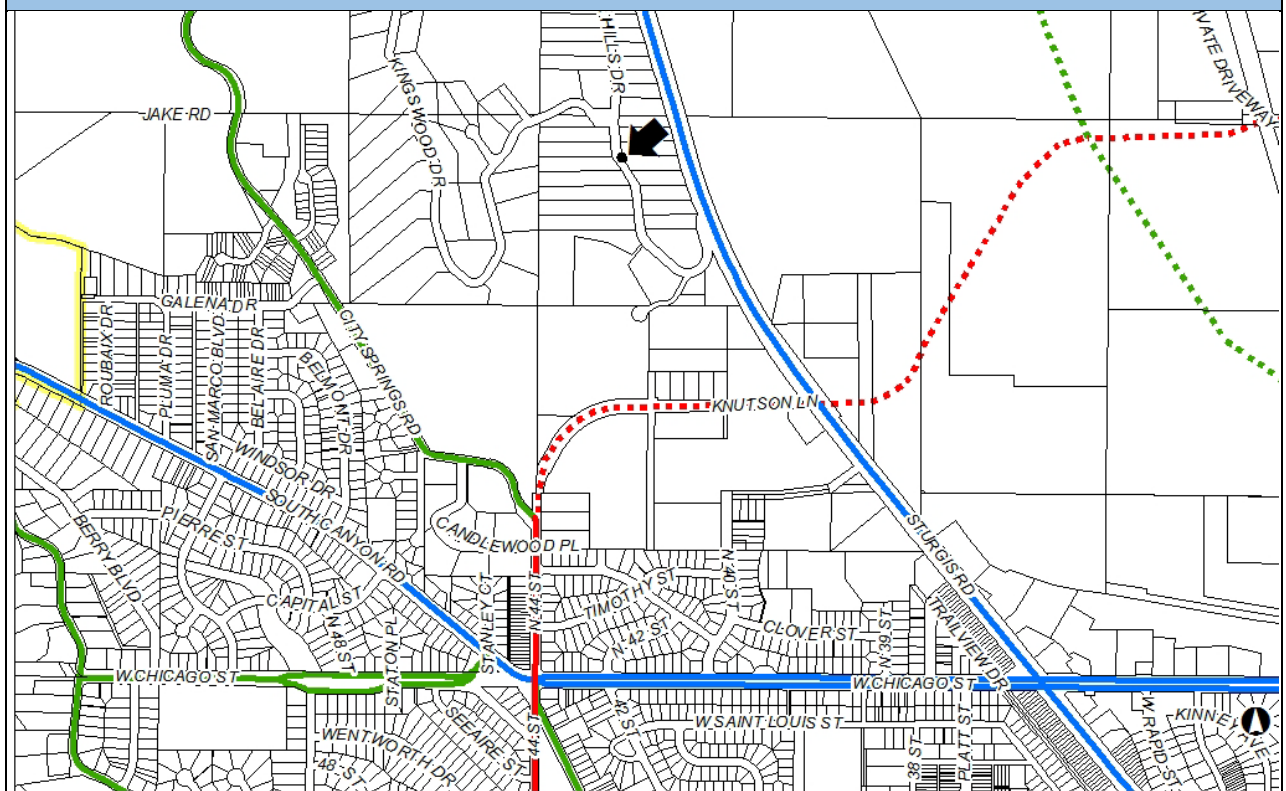 HILLS DR
IVATE DRIVEWAY
KINGSWOOD DR
JAKE RD
GALENA DR
ROUBAIX DR
PLUMA DR
SAN MARCO BLVD
BEL AIRE DR
BELMONT DR
CITY SPRINGS RD
KNUTSON LN
WINDSOR DR
SOUTH CANYON RD
BERRY BLVD
PIERRE ST
CANDLEWOOD PL
STURGIS RD
CAPITAL ST
N 48 ST
STATON PL
STANLEY CT
N 44 ST
TIMOTHY ST
N 40 ST
N 42 ST
CLOVER ST
N 39 ST
TRAILVIEW DR
W CHICAGO ST
W CHICAGO ST
SEEAIRE ST
WENTWORTH DR
48 ST
44 ST
W SAINT LOUIS ST
38 ST
PLATT ST
W RAPID ST